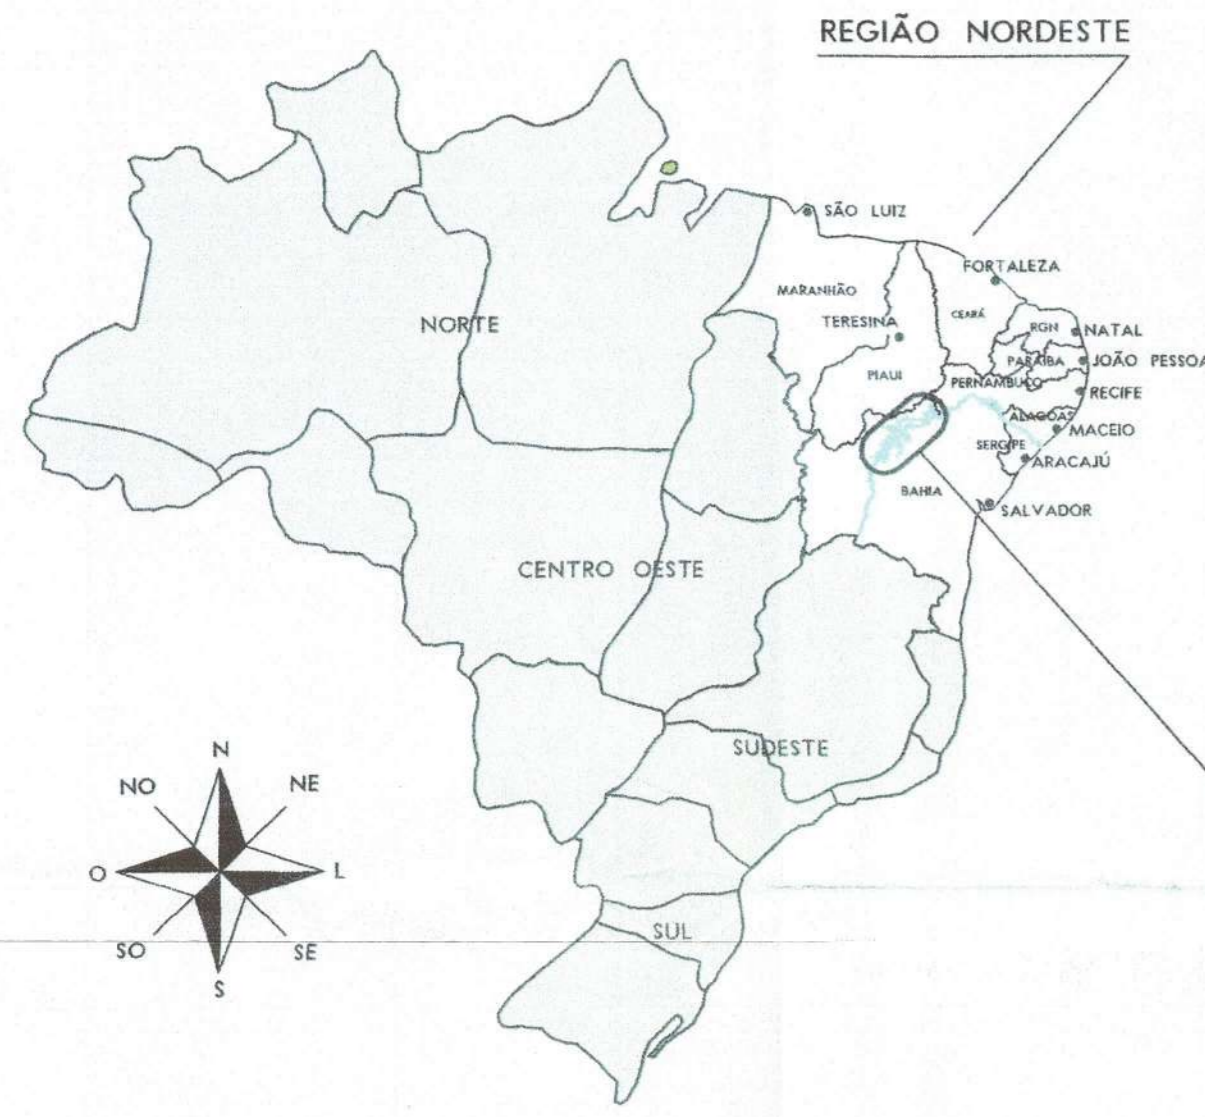 REGIÃO NORDESTE
SÃO LUIZ
FORTALEZA
MARANHÃO
CEARÁ
TERESINA
RGN
NATAL
NORTE
PARAÍBA
JOÃO PESSOA
PIAUI
PERNAMBUCO
RECIFE
ALAGOAS
MACEIO
SERGIPE
ARACAJÚ
BAHIA
SALVADOR
CENTRO OESTE
SUDESTE
N
NO
NE
O
L
SO
SE
S
SUL